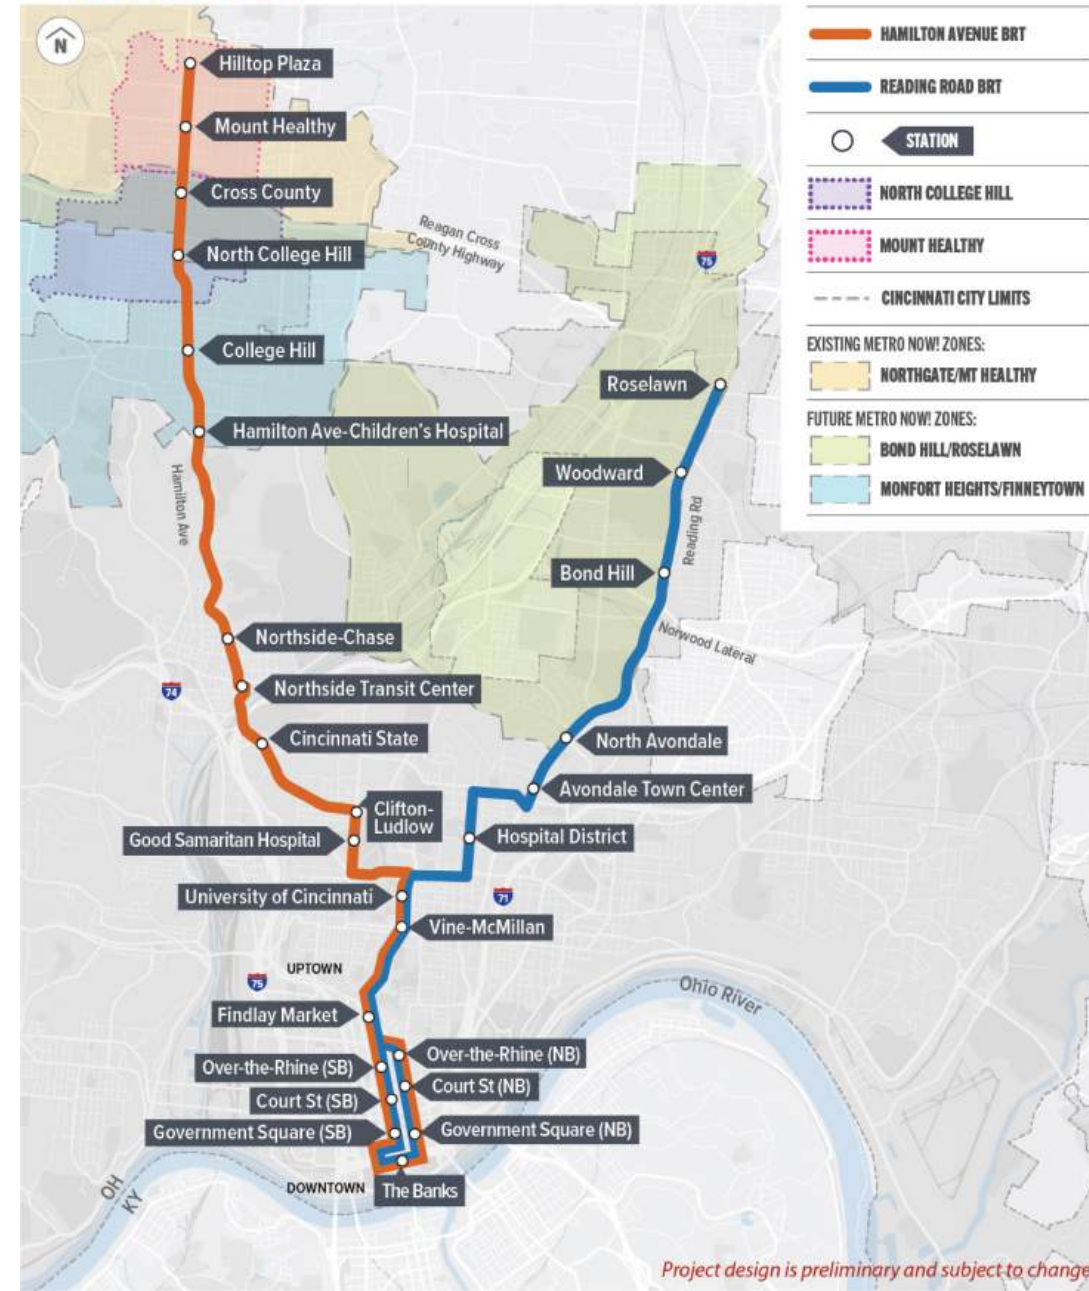 N
Hilltop Plaza
Mount Healthy
Cross County
North College Hill
College Hill
Hamilton Ave-Children's Hospital
Hamilton Ave
Reagan Cross
County Highway
75
Roselawn
Woodward
Reading Rd
Bond Hill
Norwood Lateral
Northside-Chase
74
Northside Transit Center
Cincinnati State
North Avondale
Avondale Town Center
Clifton-
Ludlow
Good Samaritan Hospital
Hospital District
University of Cincinnati
71
Vine-McMillan
UPTOWN
75
Ohio River
Findlay Market
Over-the-Rhine (SB)
Over-the-Rhine (NB)
Court St (SB)
Court St (NB)
Government Square (SB)
Government Square (NB)
OH
KY
DOWNTOWN
The Banks
HAMILTON AVENUE BRT
READING ROAD BRT
STATION
NORTH COLLEGE HILL
MOUNT HEALTHY
CINCINNATI CITY LIMITS
EXISTING METRO NOW! ZONES:
NORTHGATE/MT HEALTHY
FUTURE METRO NOW! ZONES:
BOND HILL/ROSELAWN
MONFORT HEIGHTS/FINNEYTOWN
Project design is preliminary and subject to change